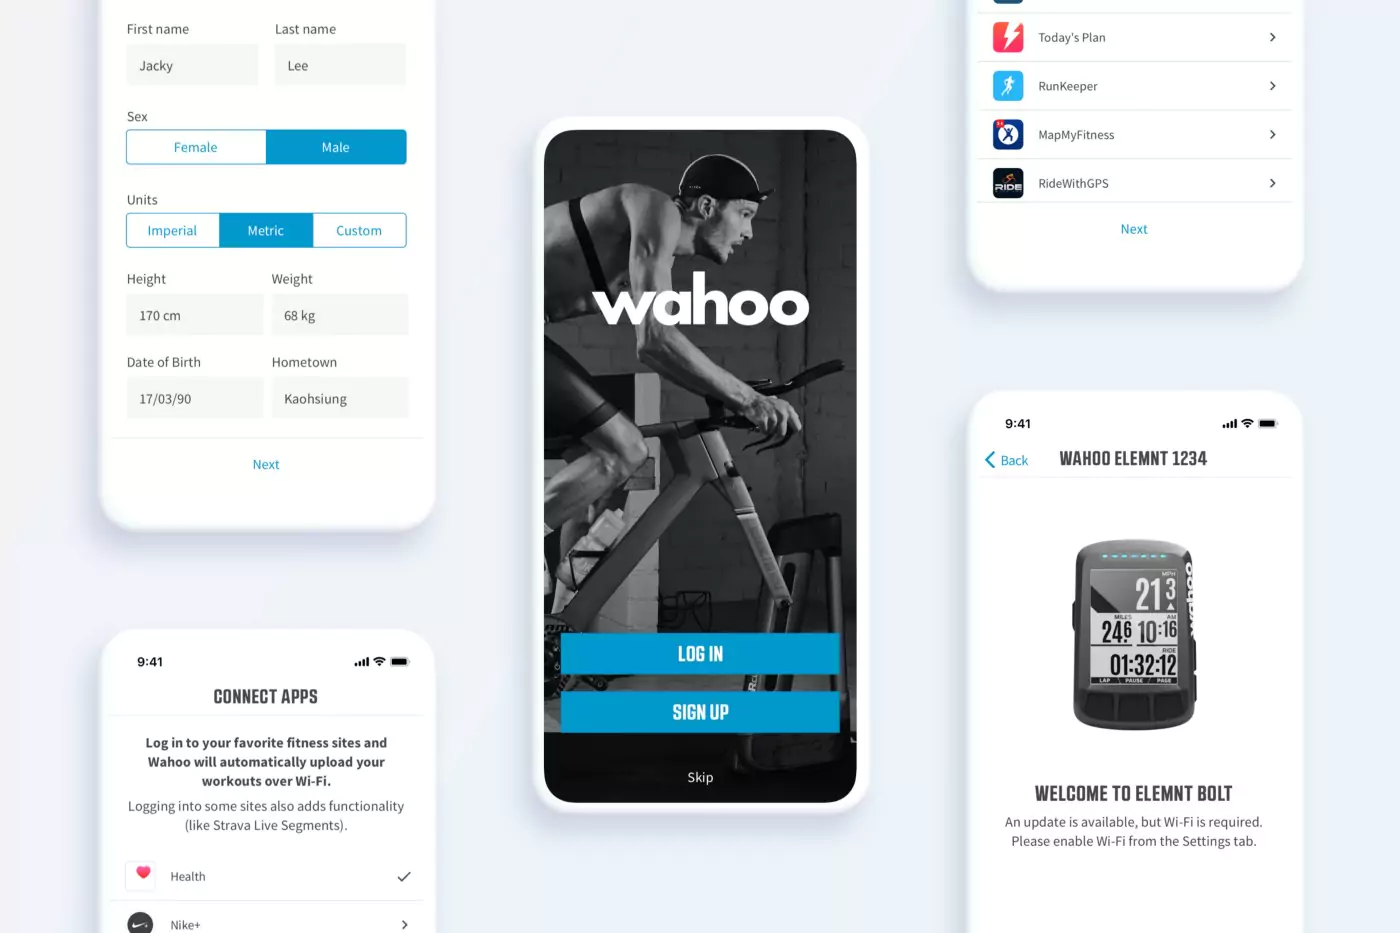 First name
Last name
Jacky
Lee
Sex
Female
Male
Units
Imperial
Metric
Custom
Height
Weight
170 cm
68 kg
Date of Birth
Hometown
17/03/90
Kaohsiung
Next
9:41
CONNECT APPS
Log in to your favorite fitness sites and
Wahoo will automatically upload your
workouts over Wi-Fi.
Logging into some sites also adds functionality
(like Strava Live Segments).
Health
Nike+
wahoo
LOG IN
SIGN UP
Skip
Today's Plan
RunKeeper
MapMyFitness
RIDE
RideWithGPS
Next
9:41
Back
WAHOO ELEMNT 1234
MPH
21 3
MILES
AM
24.6
10:16
RIDE
01:32:12
LAP
PAUSE
PAGE
wahoo
WELCOME TO ELEMNT BOLT
An update is available, but Wi-Fi is required.
Please enable Wi-Fi from the Settings tab.